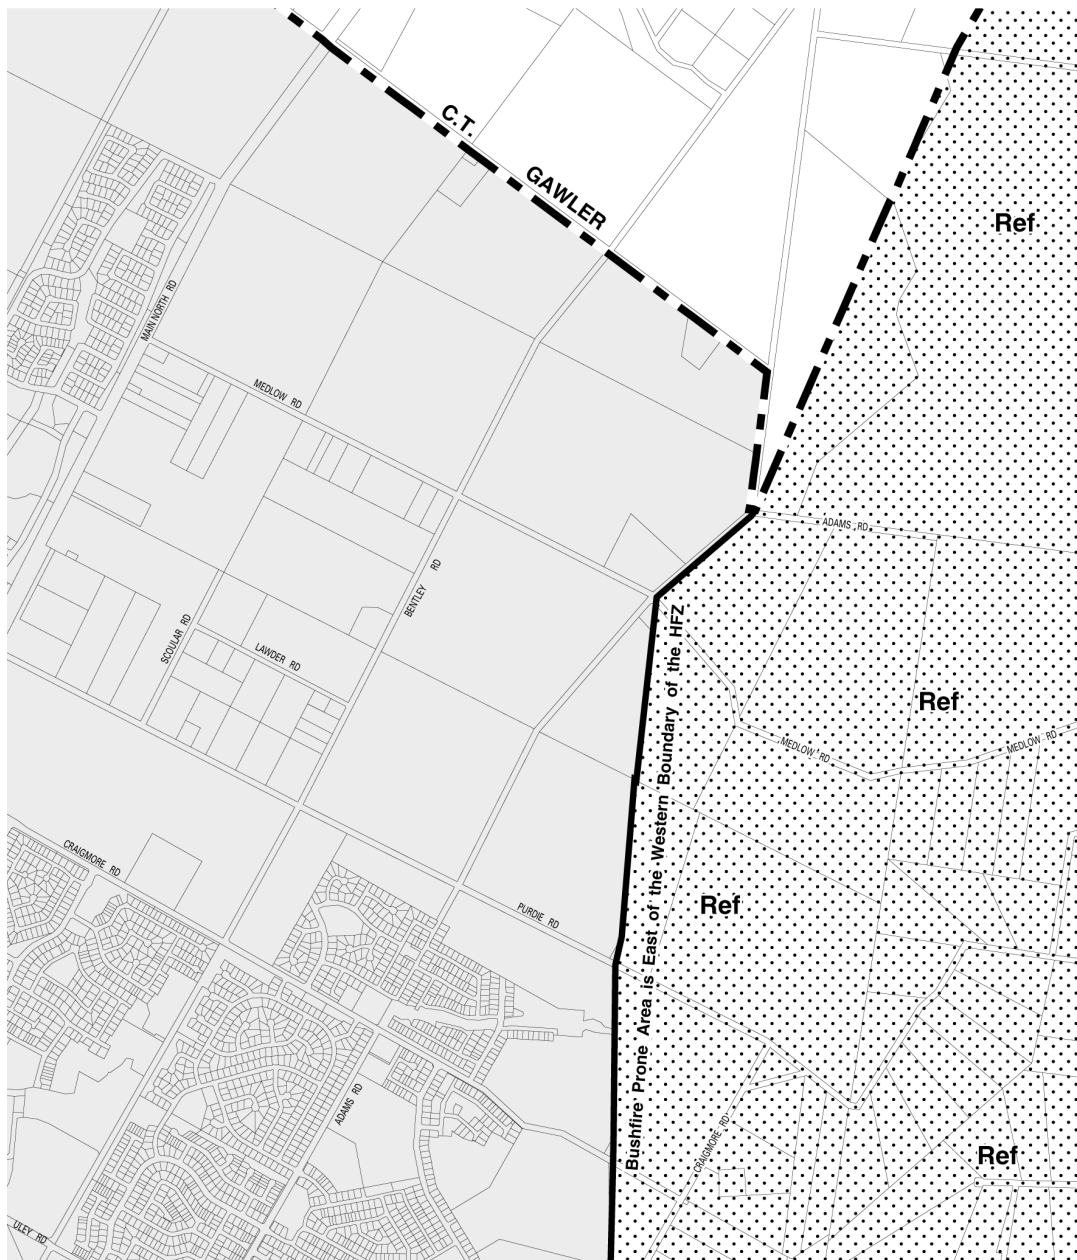 C.T.
GAWLER
Ref
MAIN NORTH RD
MEDLOW RD
ADAMS RD
BENTLEY RD
SCOULAR RD
LAWDER RD
Bushfire Prone Area is East of the Western Boundary of the HFZ
Ref
MEDLOW RD
MEDLOW RD
CRAIGMORE RD
PURDIE RD
Ref
ADAMS RD
CRAIGMORE RD
Ref
ULEY RD